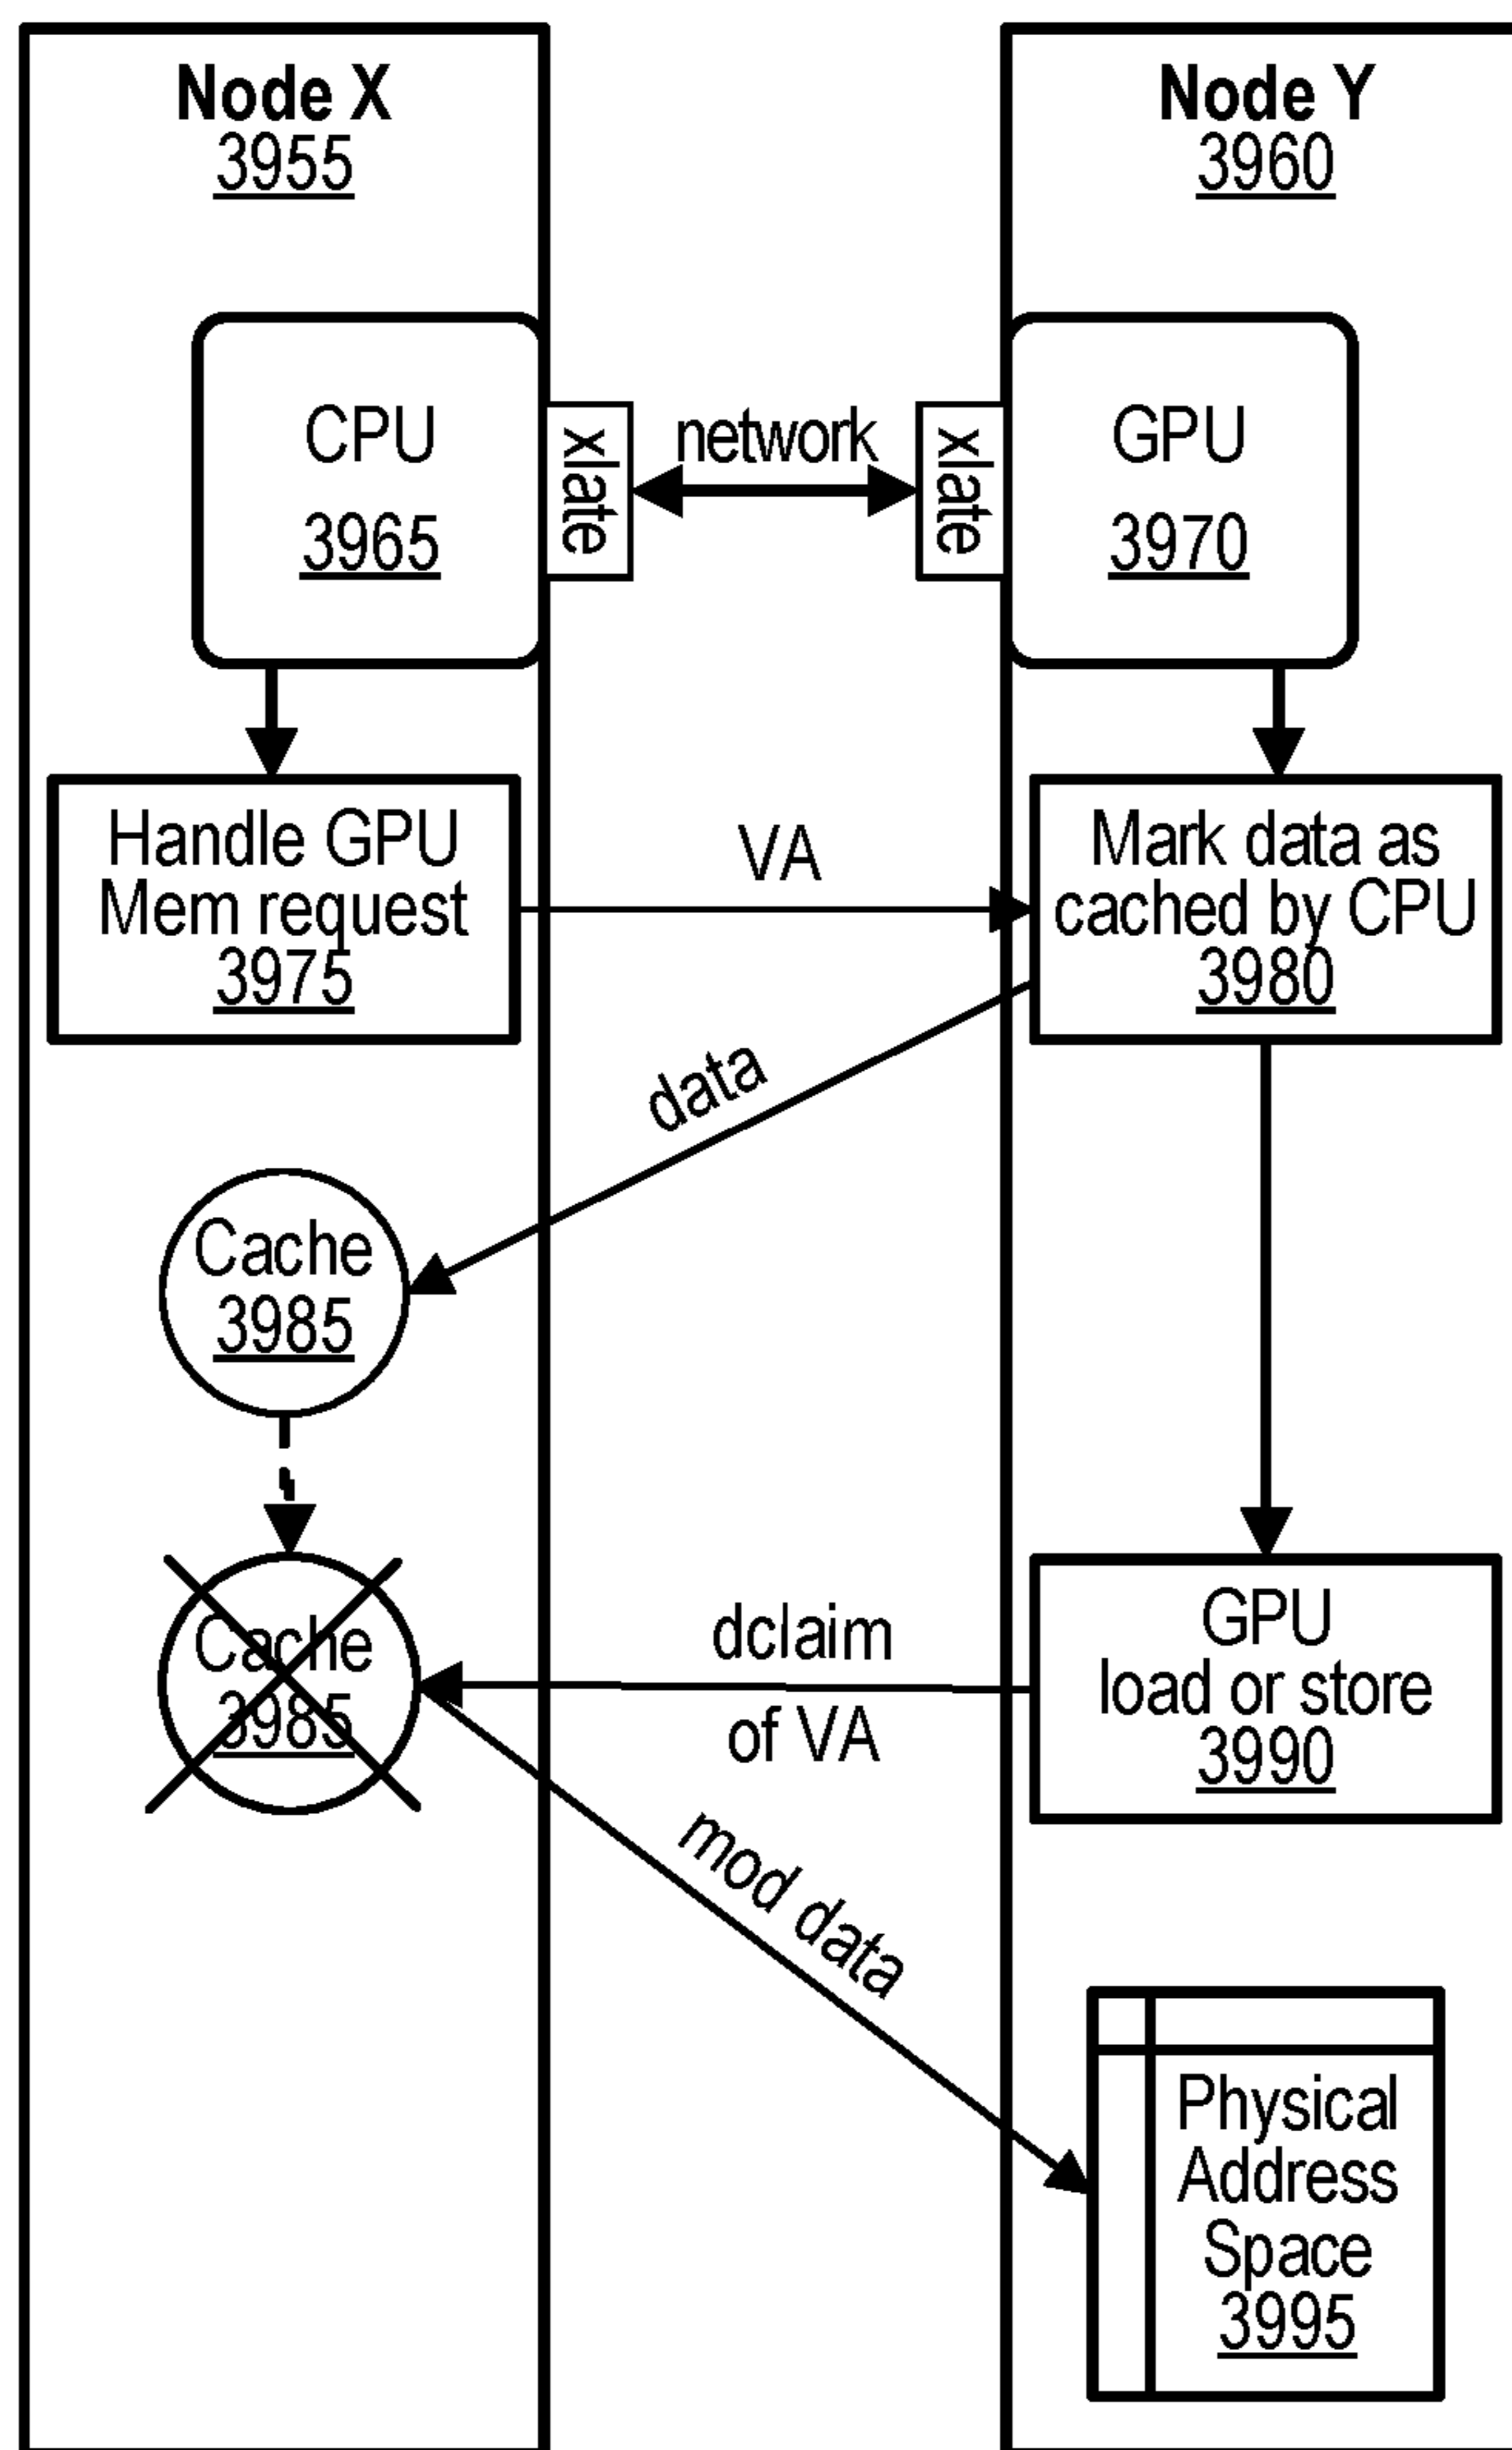 Node X
3955
Node Y
3960
CPU
3965
xlate
network
xlate
GPU
3970
Handle GPU
Mem request
3975
VA
Mark data as
cached by CPU
3980
data
Cache
3985
Cache
3985
dclaim
of VA
GPU
load or store
3990
mod data
Physical
Address
Space
3995